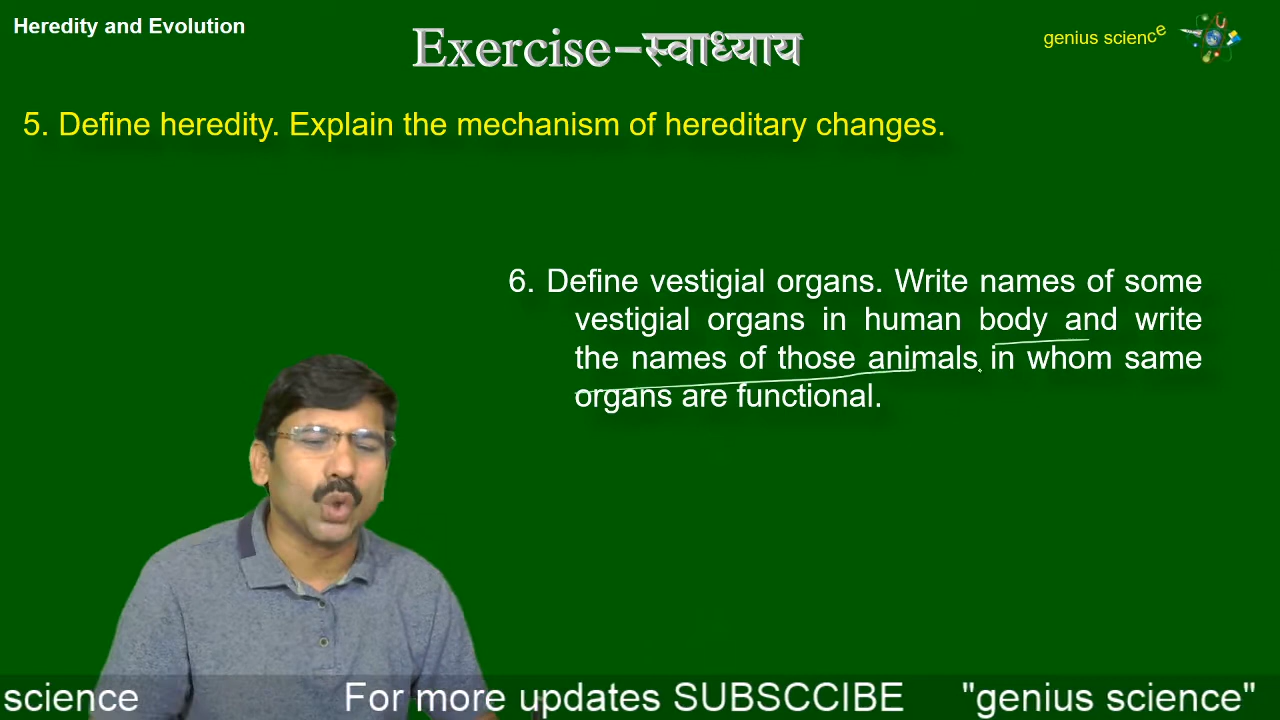 Heredity and Evolution
Exercise–स्वाध्याय
genius science
5. Define heredity. Explain the mechanism of hereditary changes.
6. Define vestigial organs. Write names of some
vestigial organs in human body and write
the names of those animals in whom same
organs are functional.
science For more updates SUBSCCIBE "genius science"